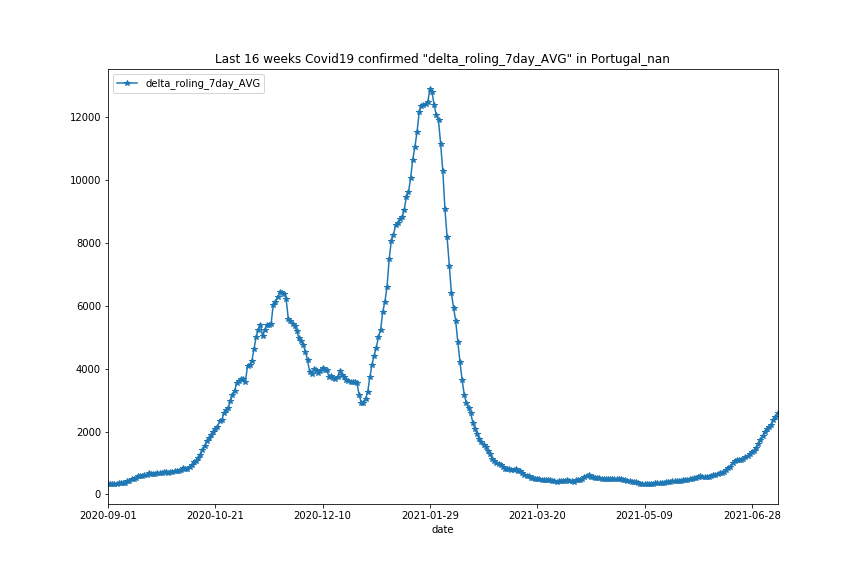 Last 16 weeks Covid19 confirmed "delta_roling_7day_AVG" in Portugal_nan
delta_roling_7day_AVG
12000
10000
8000
6000
4000
2000
0
2020-09-01 2020-10-21 2020-12-10 2021-01-29 2021-03-20 2021-05-09 2021-06-28
date